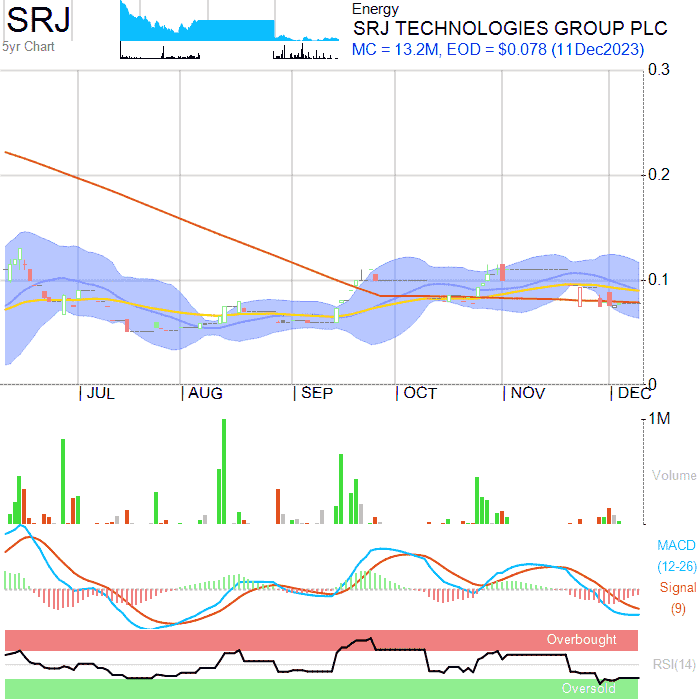 SRJ
5yr Chart
Energy
SRJ TECHNOLOGIES GROUP PLC
MC = 13.2M, EOD = $0.078 (11Dec2023)
0.3
0.2
0.1
0
JUL AUG SEP OCT NOV DEC
1M
Volume
MACD
(12-26)
Signal
(9)
Overbought
RSI(14)
Oversold